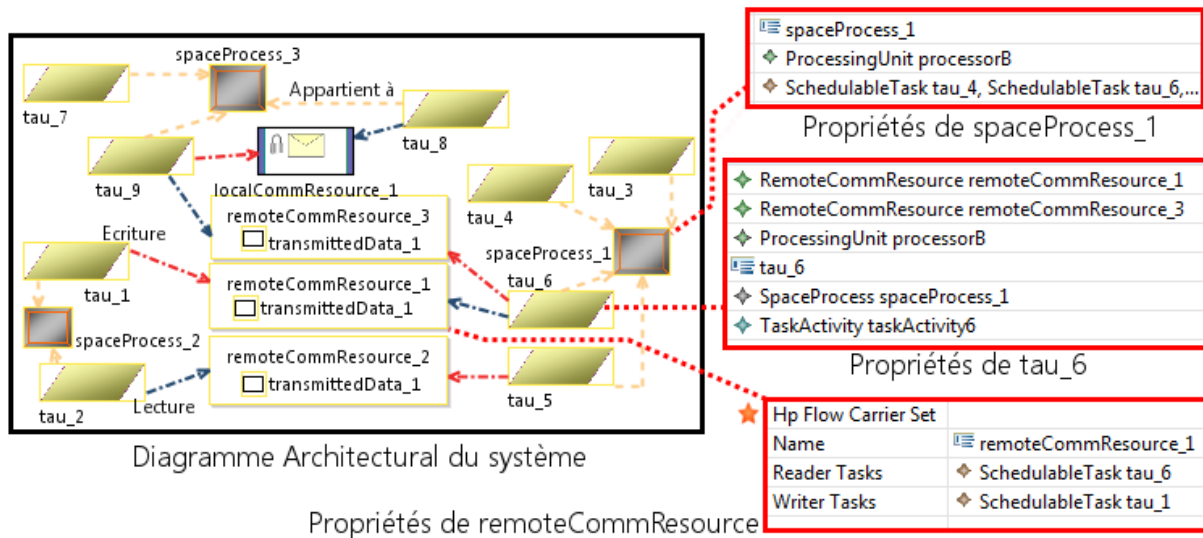 spaceProcess_3
tau_7
Appartient à
tau_8
tau_9
localCommResource_1
tau_3
tau_4
remoteCommResource_3
transmittedData_1
Ecriture
spaceProcess_1
tau_1
remoteCommResource_1
transmittedData_1
tau_6
spaceProcess_2
remoteCommResource_2
transmittedData_1
tau_2
Lecture
tau_5
Diagramme Architectural du système
spaceProcess_1
ProcessingUnit processorB
SchedulableTask tau_4, SchedulableTask tau_6,...
Propriétés de spaceProcess_1
RemoteCommResource remoteCommResource_1
RemoteCommResource remoteCommResource_3
ProcessingUnit processorB
tau_6
SpaceProcess spaceProcess_1
TaskActivity taskActivity6
Propriétés de tau_6
Hp Flow Carrier Set
Name remoteCommResource_1
Reader Tasks SchedulableTask tau_6
Writer Tasks SchedulableTask tau_1
Propriétés de remoteCommResource